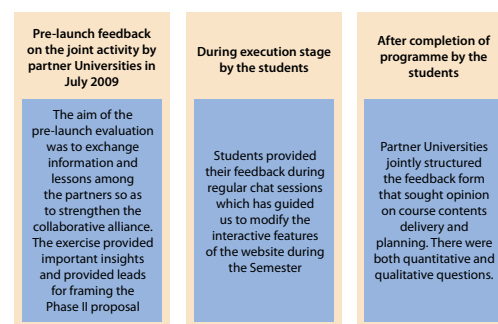 Pre-launch feedback
on the joint activity by
partner Universities in
July 2009
The aim of the
pre-launch evaluation
was to exchange
information and
lessons among
the partners so as
to strengthen the
collaborative alliance.
The exercise provided
important insights
and provided leads
for framing the
Phase II proposal
During execution stage
by the students
Students provided
their feedback during
regular chat sessions
which has guided
us to modify the
interactive features
of the website during
the Semester
After completion of
programme by the
students
Partner Universities
jointly structured
the feedback form
that sought opinion
on course contents
delivery and
planning. There were
both quantitative and
qualitative questions.